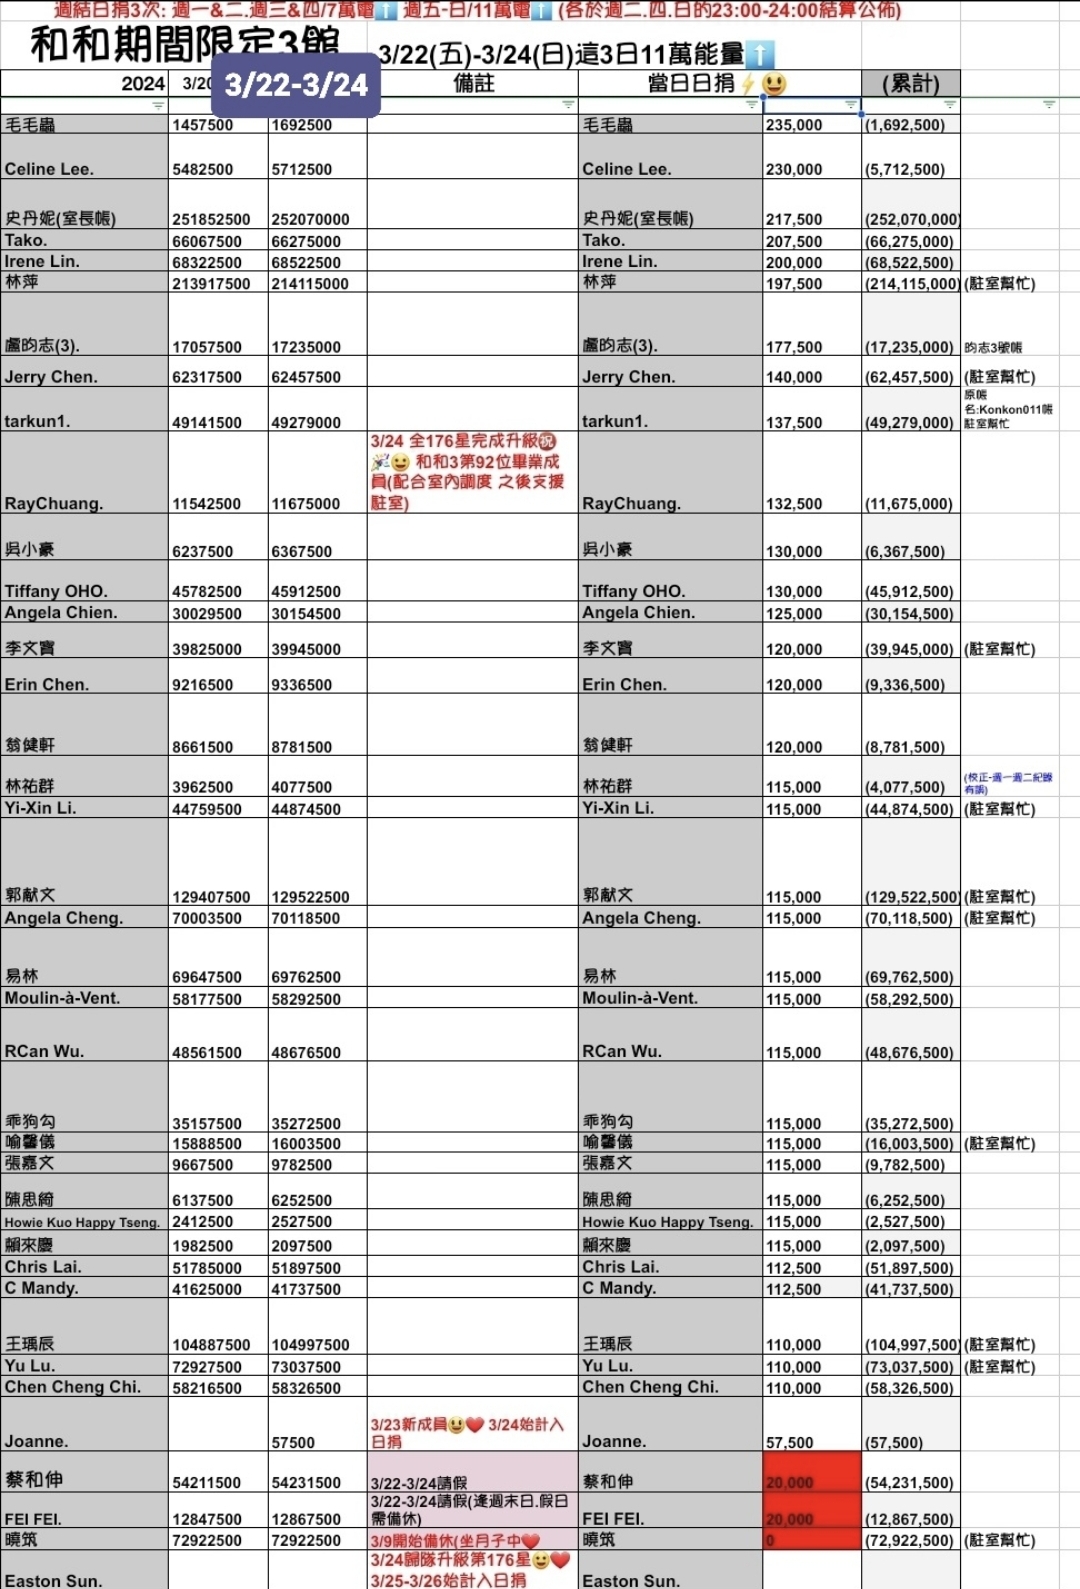 週結日捐3次: 週一&二.週三&四/7萬電⬆️ 週五-日/11萬電⬆️ (各於週二.四.日的23:00-24:00結算公佈)
和和期間限定3館 3/22(五)-3/24(日)這3日11萬能量⬆️
2024 3/20 3/22-3/24 備註 當日日捐⚡😃 (累計)
毛毛蟲 1457500 1692500 毛毛蟲 235,000 (1,692,500)
Celine Lee. 5482500 5712500 Celine Lee. 230,000 (5,712,500)
史丹妮(室長帳) 251852500 252070000 史丹妮(室長帳) 217,500 (252,070,000)
Tako. 66067500 66275000 Tako. 207,500 (66,275,000)
Irene Lin. 68322500 68522500 Irene Lin. 200,000 (68,522,500)
林萍 213917500 214115000 林萍 197,500 (214,115,000) (駐室幫忙)
盧昀志(3). 17057500 17235000 盧昀志(3). 177,500 (17,235,000) 昀志3號帳
Jerry Chen. 62317500 62457500 Jerry Chen. 140,000 (62,457,500) (駐室幫忙)
原帳
名:Konkon011帳
tarkun1. 49141500 49279000 tarkun1. 137,500 (49,279,000) 駐室幫忙
3/24 全176星完成升級㊗️
🎉😀 和和3第92位畢業成
員(配合室內調度 之後支援
RayChuang. 11542500 11675000 駐室) RayChuang. 132,500 (11,675,000)
吳小豪 6237500 6367500 吳小豪 130,000 (6,367,500)
Tiffany OHO. 45782500 45912500 Tiffany OHO. 130,000 (45,912,500)
Angela Chien. 30029500 30154500 Angela Chien. 125,000 (30,154,500)
李文寶 39825000 39945000 李文寶 120,000 (39,945,000) (駐室幫忙)
Erin Chen. 9216500 9336500 Erin Chen. 120,000 (9,336,500)
翁健軒 8661500 8781500 翁健軒 120,000 (8,781,500)
(校正-週一週二紀錄
林祐群 3962500 4077500 林祐群 115,000 (4,077,500) 有誤)
Yi-Xin Li. 44759500 44874500 Yi-Xin Li. 115,000 (44,874,500) (駐室幫忙)
郭献文 129407500 129522500 郭献文 115,000 (129,522,500) (駐室幫忙)
Angela Cheng. 70003500 70118500 Angela Cheng. 115,000 (70,118,500) (駐室幫忙)
易林 69647500 69762500 易林 115,000 (69,762,500)
Moulin-à-Vent. 58177500 58292500 Moulin-à-Vent. 115,000 (58,292,500)
RCan Wu. 48561500 48676500 RCan Wu. 115,000 (48,676,500)
乖狗勾 35157500 35272500 乖狗勾 115,000 (35,272,500)
喻馨儀 15888500 16003500 喻馨儀 115,000 (16,003,500) (駐室幫忙)
張嘉文 9667500 9782500 張嘉文 115,000 (9,782,500)
陳思綺 6137500 6252500 陳思綺 115,000 (6,252,500)
Howie Kuo Happy Tseng. 2412500 2527500 Howie Kuo Happy Tseng. 115,000 (2,527,500)
賴來慶 1982500 2097500 賴來慶 115,000 (2,097,500)
Chris Lai. 51785000 51897500 Chris Lai. 112,500 (51,897,500)
C Mandy. 41625000 41737500 C Mandy. 112,500 (41,737,500)
王瑀辰 104887500 104997500 王瑀辰 110,000 (104,997,500) (駐室幫忙)
Yu Lu. 72927500 73037500 Yu Lu. 110,000 (73,037,500) (駐室幫忙)
Chen Cheng Chi. 58216500 58326500 Chen Cheng Chi. 110,000 (58,326,500)
3/23新成員😃❤️ 3/24始計入
Joanne. 57500 日捐 Joanne. 57,500 (57,500)
蔡和伸 54211500 54231500 3/22-3/24請假 蔡和伸 20,000 (54,231,500)
3/22-3/24請假(逢週末日.假日
FEI FEI. 12847500 12867500 需備休) FEI FEI. 20,000 (12,867,500)
曉筑 72922500 72922500 3/9開始備休(坐月子中❤️ 曉筑 0 (72,922,500) (駐室幫忙)
3/24歸隊升級第176星😃❤️
Easton Sun. 3/25-3/26始計入日捐 Easton Sun.